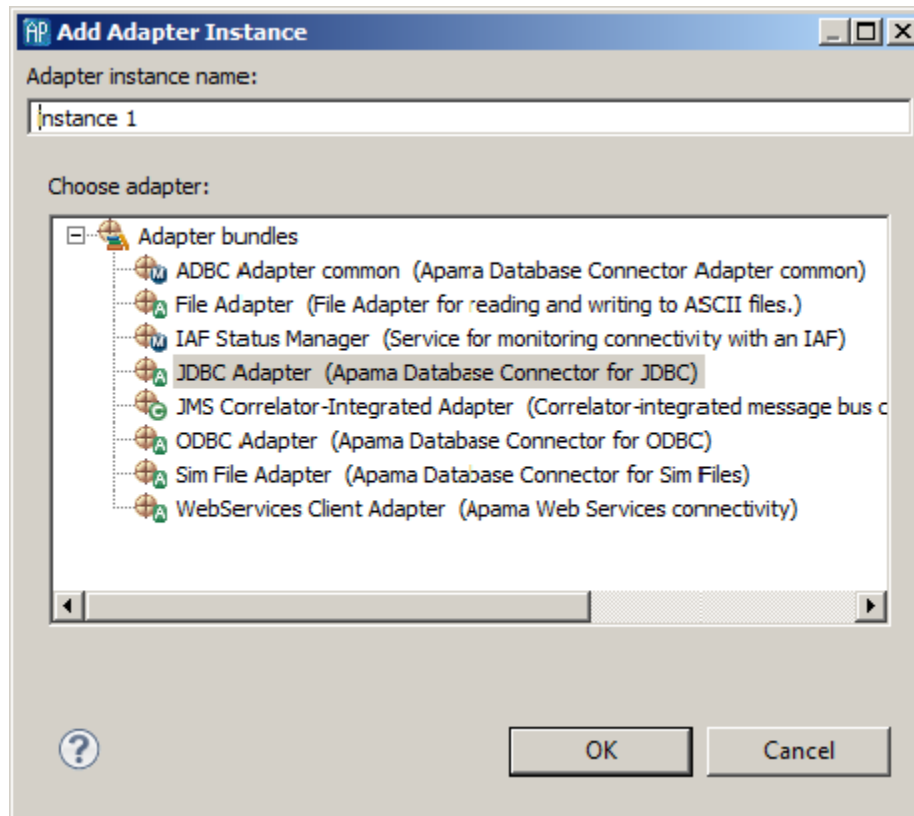 AP Add Adapter Instance
Adapter instance name:
instance 1
Choose adapter:
Adapter bundles
ADBC Adapter common (Apama Database Connector Adapter common)
File Adapter (File Adapter for reading and writing to ASCII files.)
IAF Status Manager (Service for monitoring connectivity with an IAF)
JDBC Adapter (Apama Database Connector for JDBC)
JMS Correlator-Integrated Adapter (Correlator-integrated message bus c
ODBC Adapter (Apama Database Connector for ODBC)
Sim File Adapter (Apama Database Connector for Sim Files)
WebServices Client Adapter (Apama Web Services connectivity)
? OK Cancel